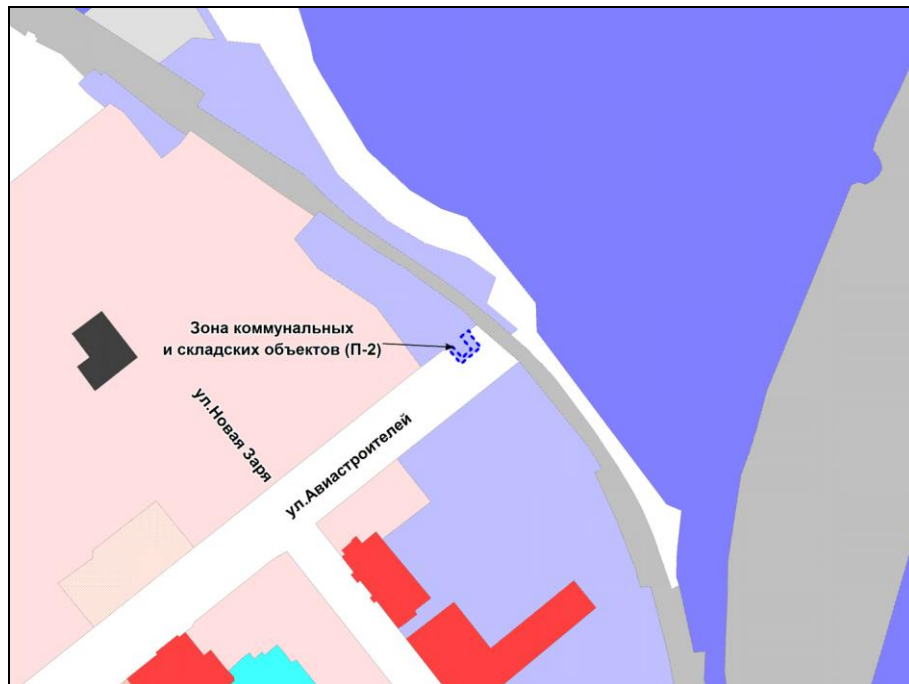 Зона коммунальных
и складских объектов (П-2)
ул.Новая Заря
ул.Авиастроителей